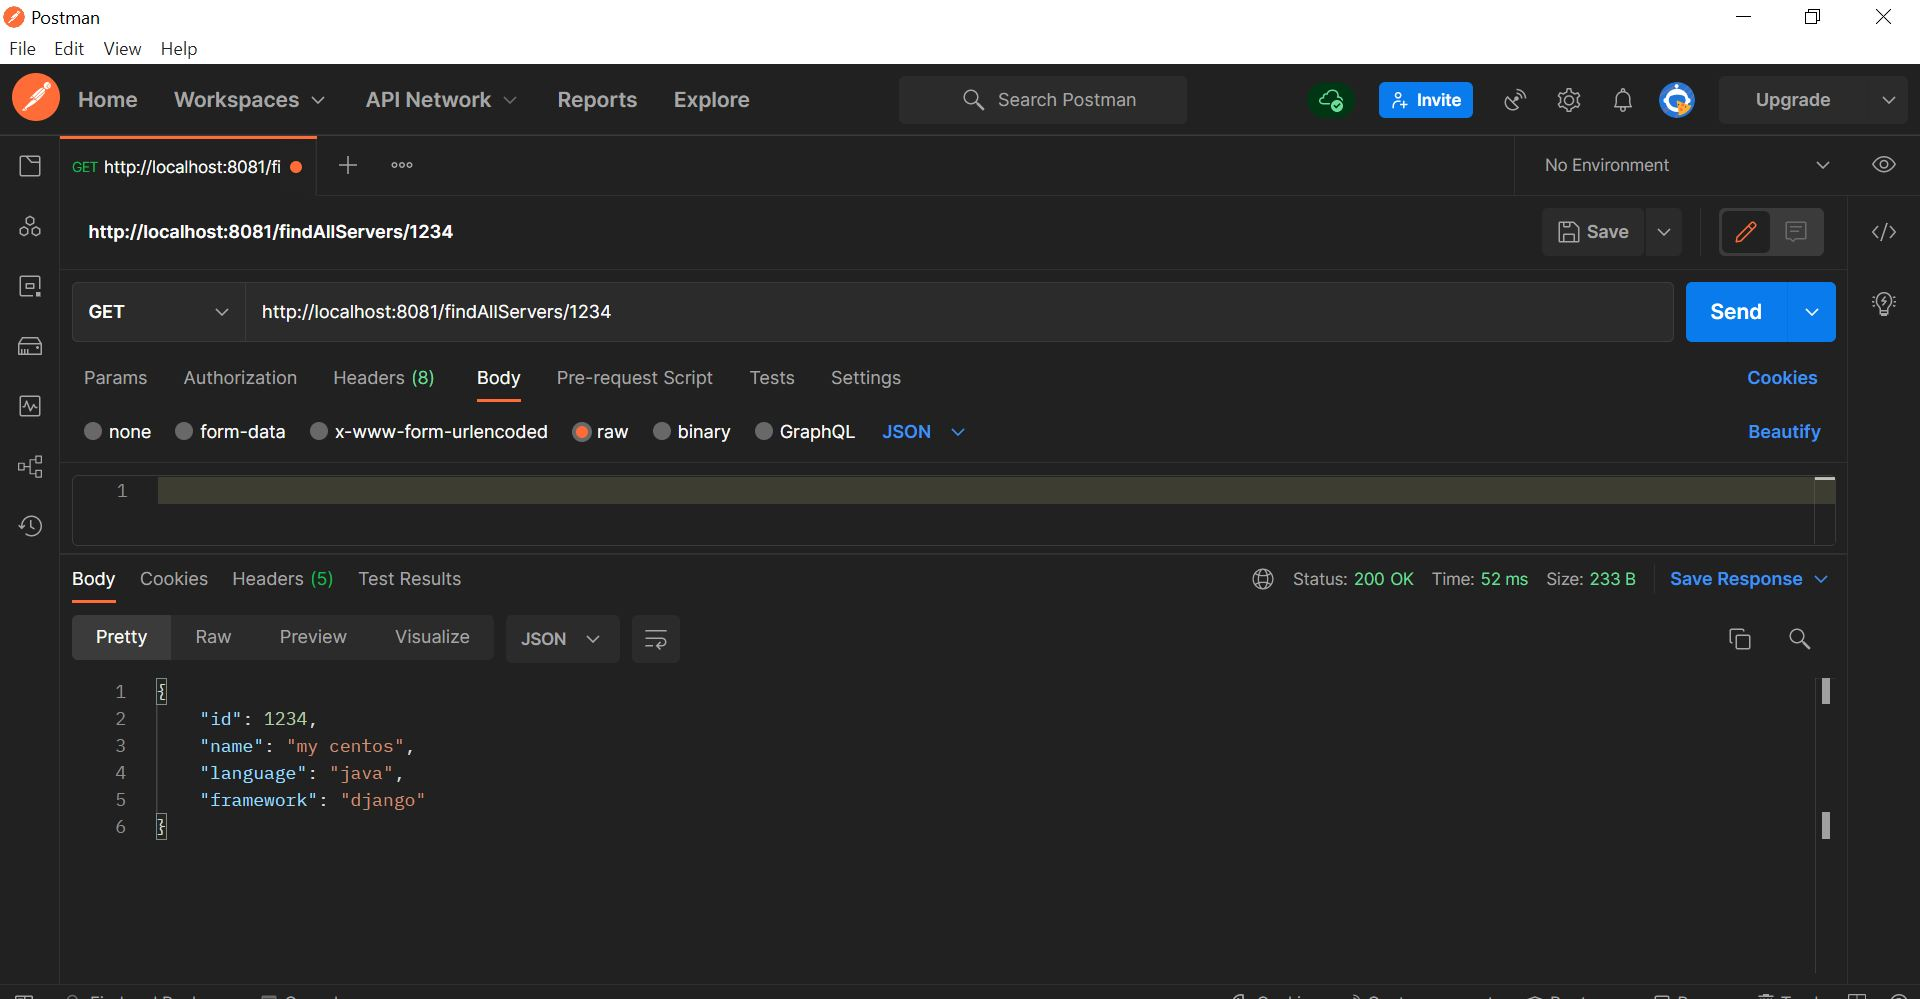 Postman
File Edit View Help
Home Workspaces API Network Reports Explore Search Postman Invite Upgrade
GET http://localhost:8081/fi No Environment
http://localhost:8081/findAllServers/1234 Save
GET http://localhost:8081/findAllServers/1234 Send
Params Authorization Headers (8) Body Pre-request Script Tests Settings Cookies
none form-data x-www-form-urlencoded raw binary GraphQL JSON Beautify
1
Body Cookies Headers (5) Test Results Status: 200 OK Time: 52 ms Size: 233 B Save Response
Pretty Raw Preview Visualize JSON
1 {
2 "id": 1234,
3 "name": "my centos",
4 "language": "java",
5 "framework": "django"
6 }